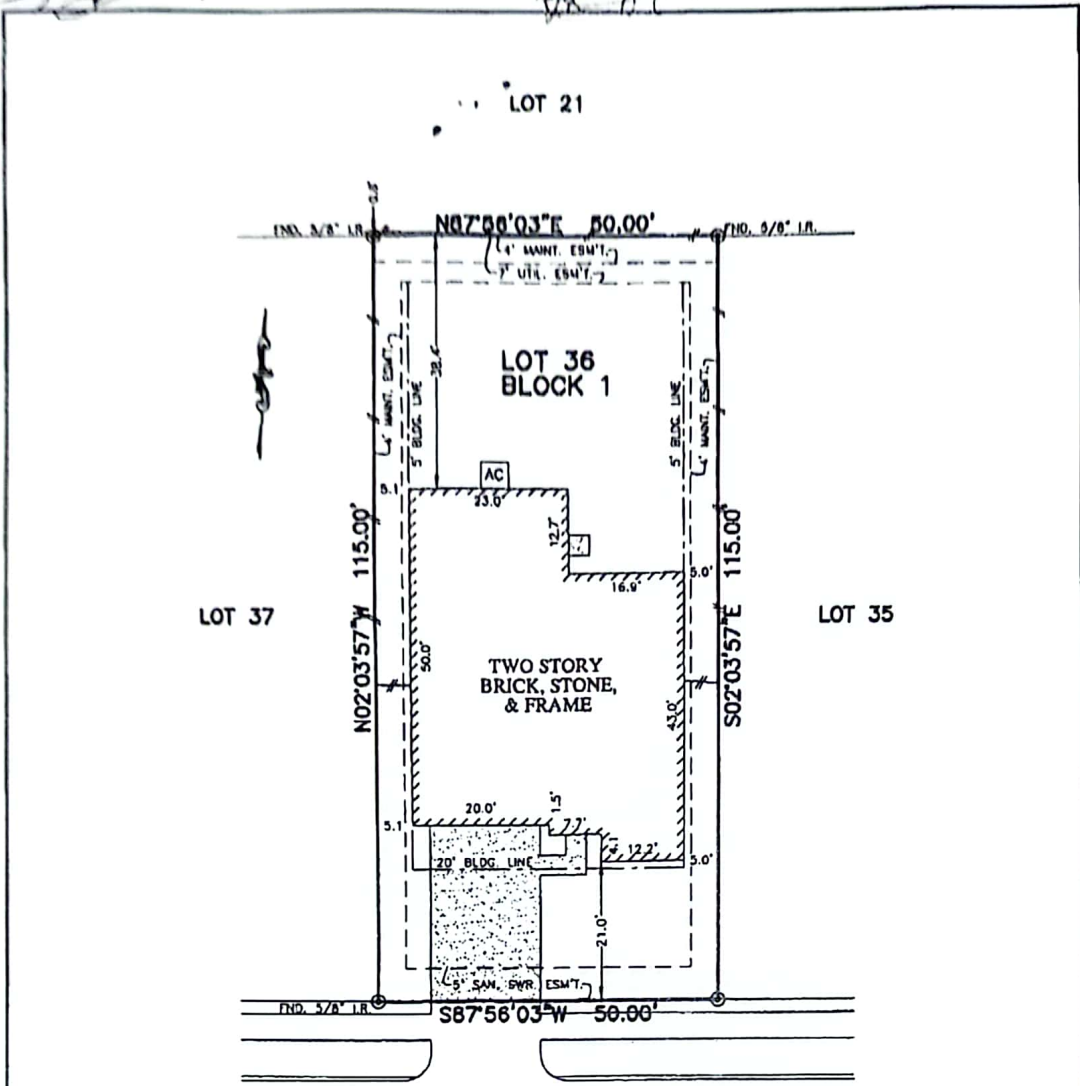 LOT 21
N87°56'03"E 50.00'
FND. 5/8" I.R.
FND. 5/8" I.R.
4' MAINT. ESM'T.
7' UTIL. ESM'T.
LOT 36
BLOCK 1
4' MAINT. ESM'T.
5' BLDG. LINE
5' BLDG. LINE
4' MAINT. ESM'T.
AC
5.1
23.0'
12.7'
5.0'
16.9'
N02°03'57"W 115.00'
S02°03'57"E 115.00'
LOT 37
LOT 35
50.0'
TWO STORY
BRICK, STONE,
& FRAME
43.0'
20.0'
1.5'
5.1
7.7'
4.1
12.2'
5.0'
20' BLDG. LINE
21.0'
5' SAN. SWR. ESM'T.
FND. 5/8" I.R.
S87°56'03"W 50.00'